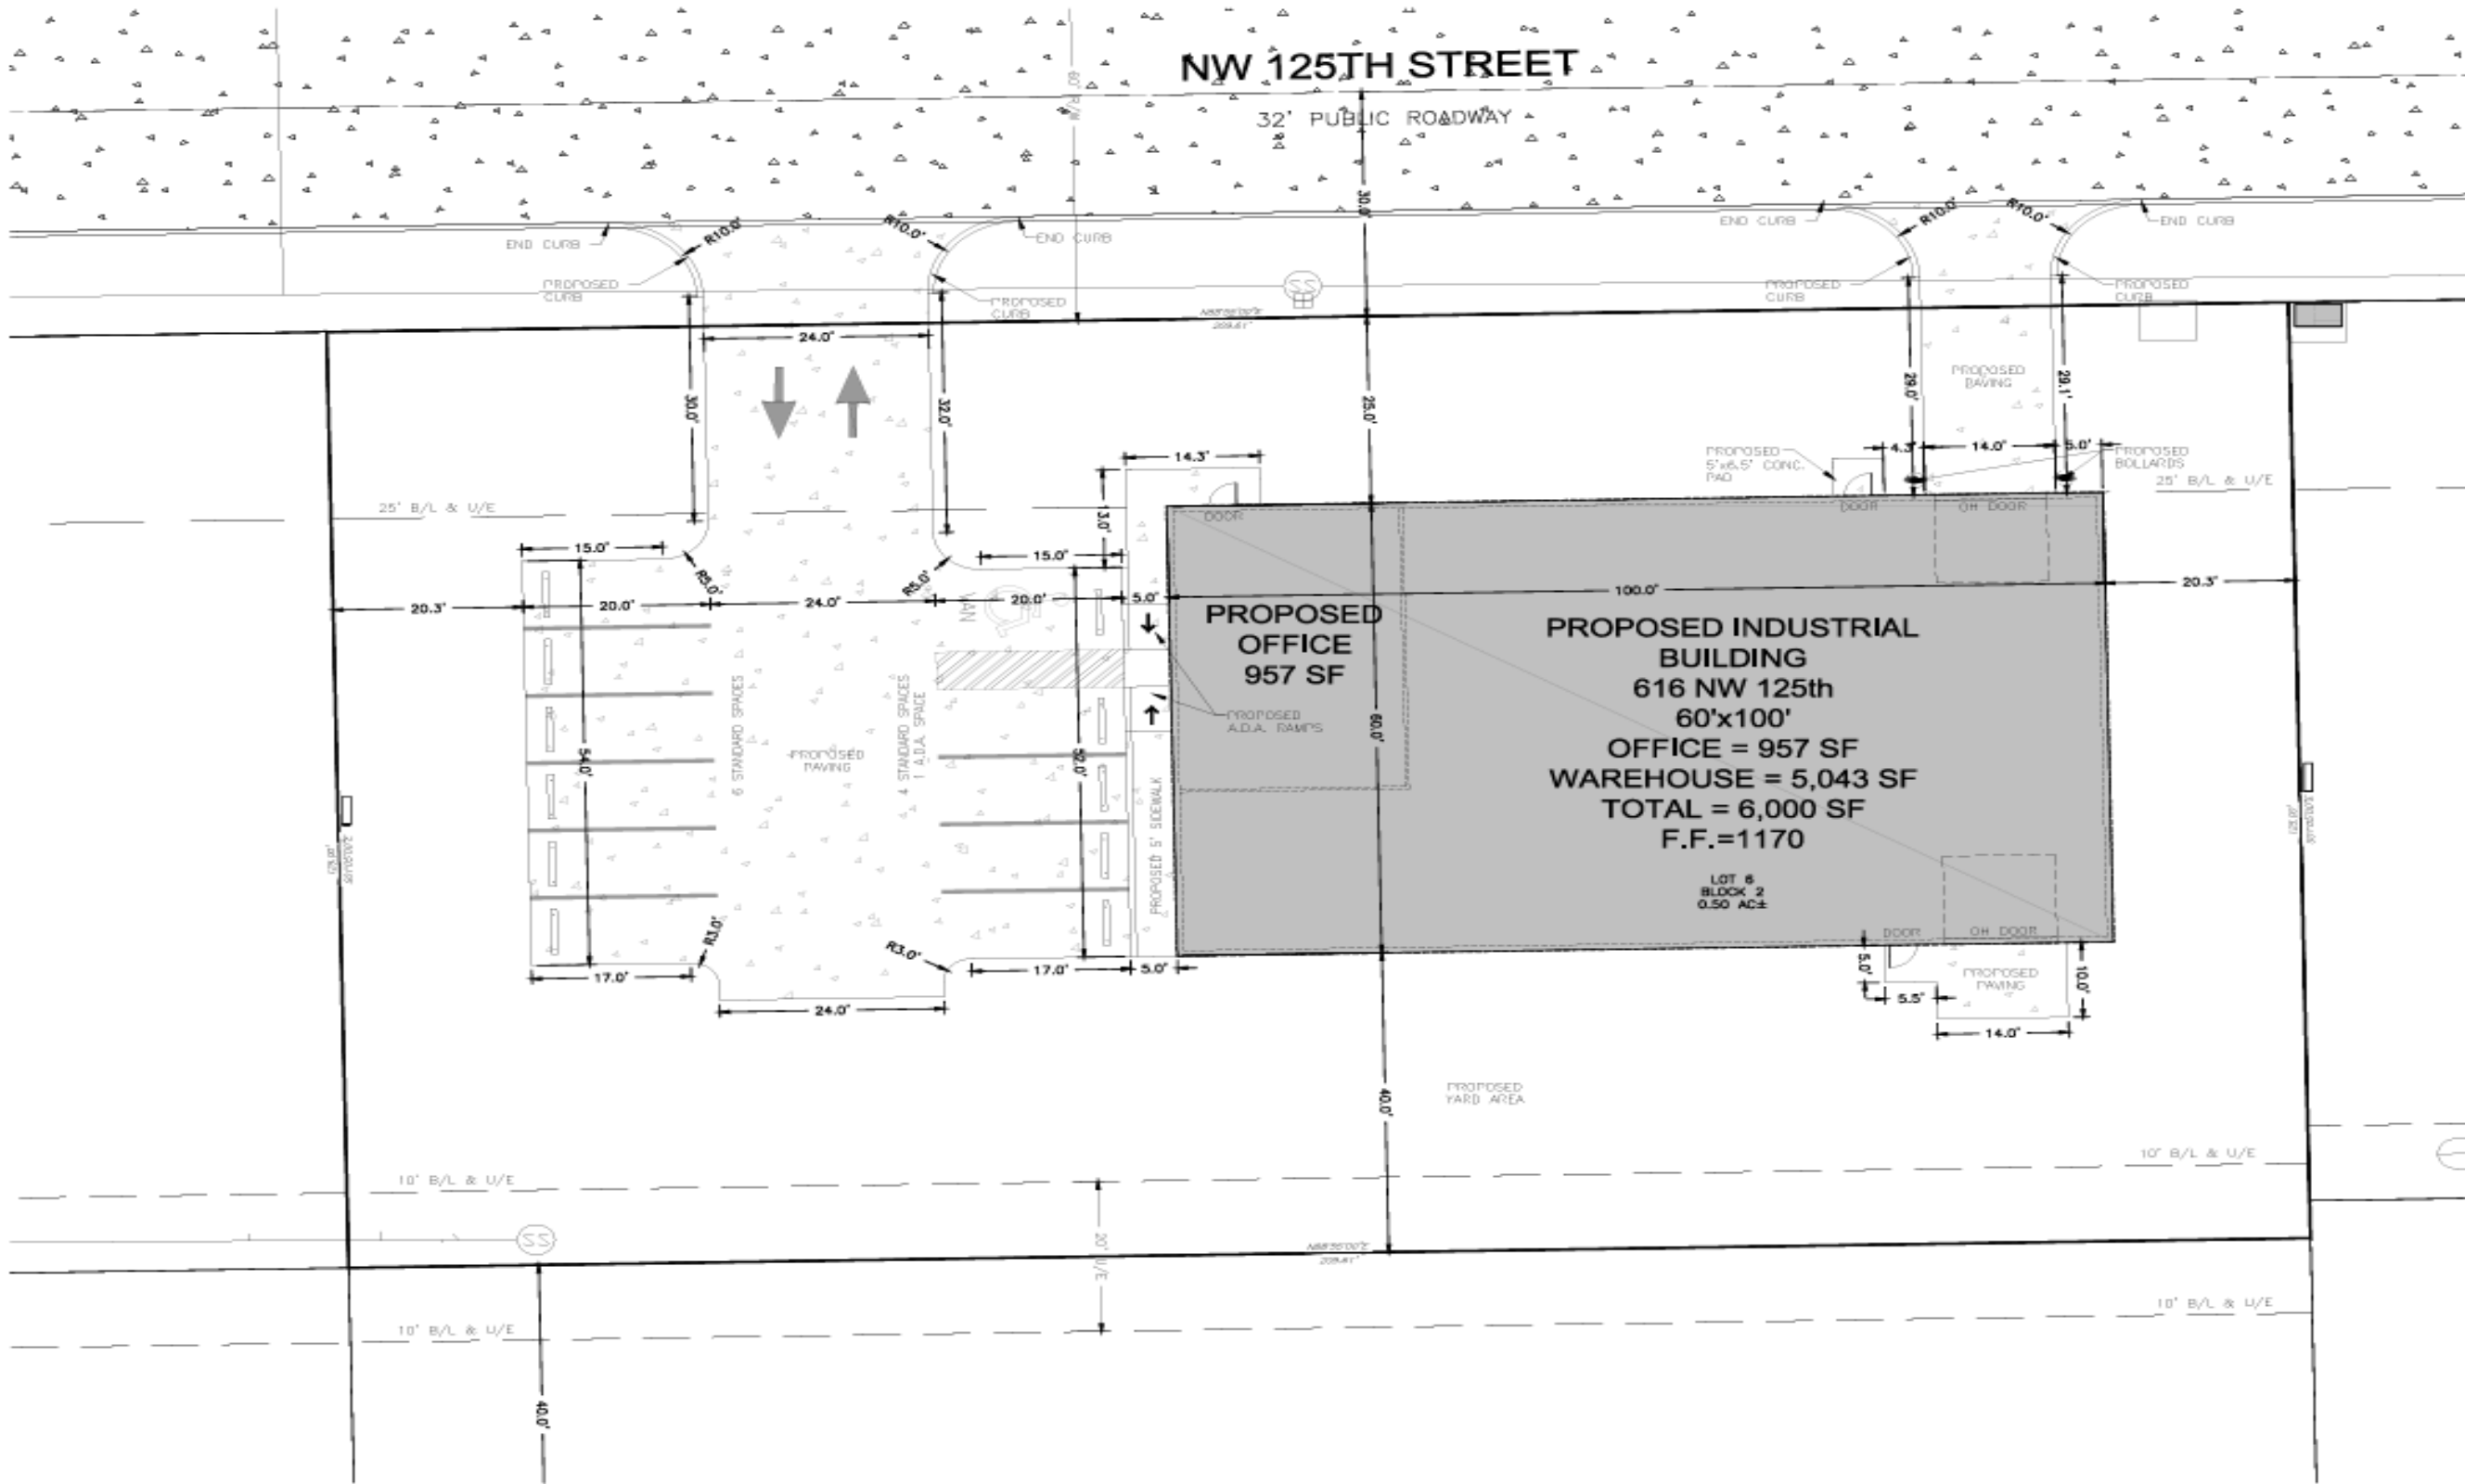 NW 125TH STREET
60' R/W
32' PUBLIC ROADWAY
30.0'
R10.0'
R10.0'
R10.0'
R10.0'
END CURB
END CURB
END CURB
END CURB
PROPOSED
CURB
PROPOSED
CURB
PROPOSED
CURB
PROPOSED
CURB
SS
24.0'
30.0'
32.0'
25.0'
29.0'
29.1'
PROPOSED
PAVING
14.3'
13.0'
PROPOSED
5'x6.5' CONC.
PAD
4.3'
14.0'
5.0'
PROPOSED
BOLLARDS
25' B/L & U/E
25' B/L & U/E
DOOR
DOOR
OH DOOR
15.0'
15.0'
R5.0'
R5.0'
20.3'
20.0'
24.0'
20.0'
5.0'
100.0'
20.3'
VAN
PROPOSED
OFFICE
957 SF
PROPOSED INDUSTRIAL
BUILDING
616 NW 125th
60'x100'
OFFICE = 957 SF
WAREHOUSE = 5,043 SF
TOTAL = 6,000 SF
F.F.=1170
LOT 6
BLOCK 2
0.50 AC±
PROPOSED
A.D.A. RAMPS
6 STANDARD SPACES
4 STANDARD SPACES
1 A.D.A. SPACE
PROPOSED
PAVING
54.0'
52.0'
60.0'
PROPOSED 5' SIDEWALK
R3.0'
R3.0'
17.0'
17.0'
5.0'
24.0'
DOOR
OH DOOR
5.0'
5.5'
PROPOSED
PAVING
10.0'
14.0'
40.0'
PROPOSED
YARD AREA
10' B/L & U/E
10' B/L & U/E
SS
20' U/E
10' B/L & U/E
10' B/L & U/E
40.0'